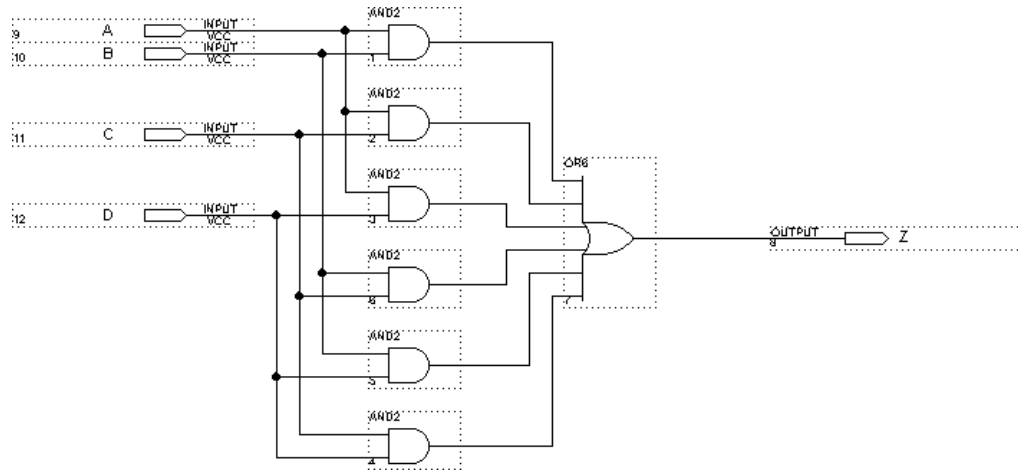 AND2
9 A INPUT
VCC
10 B INPUT
VCC
1
AND2
11 C INPUT
VCC
2
OR6
AND2
12 D INPUT
VCC
3
OUTPUT
8
Z
AND2
6
7
AND2
5
AND2
4